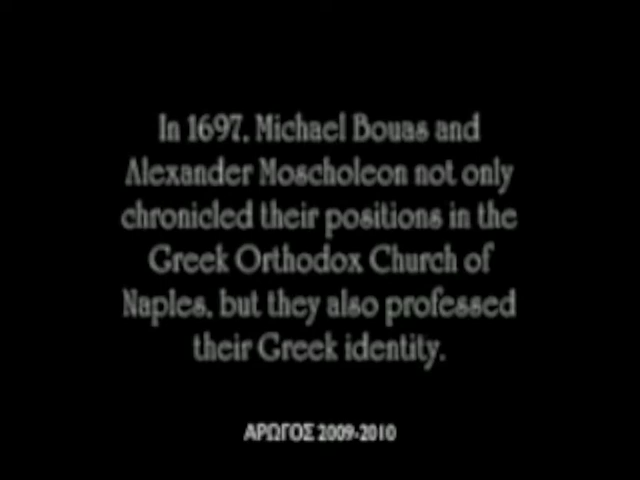 In 1697, Michael Bouas and
Alexander Moscholeon not only
chronicled their positions in the
Greek Orthodox Church of
Naples, but they also professed
their Greek identity.
ΑΡΩΓΟΣ 2009-2010